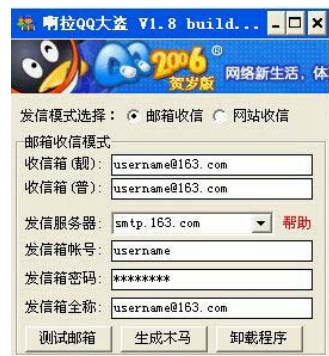 啊拉QQ大盗 V1.8 build...
2006
贺岁版
网络新生活，体
发信模式选择： 邮箱收信 网站收信
邮箱收信模式
收信箱(靓): username@163.com
收信箱(普): username@163.com
发信服务器: smtp.163.com 帮助
发信箱帐号: username
发信箱密码: ********
发信箱全称: username@163.com
测试邮箱 生成木马 卸载程序